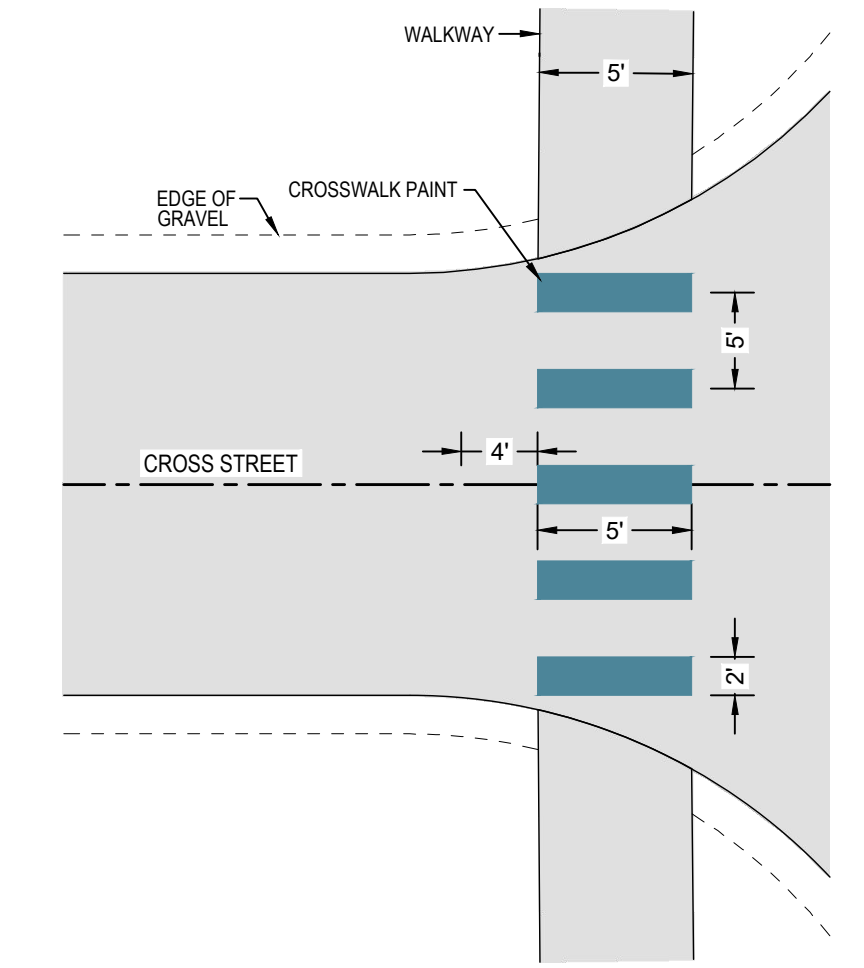 WALKWAY
5'
EDGE OF
GRAVEL
CROSSWALK PAINT
5'
4'
CROSS STREET
5'
2'